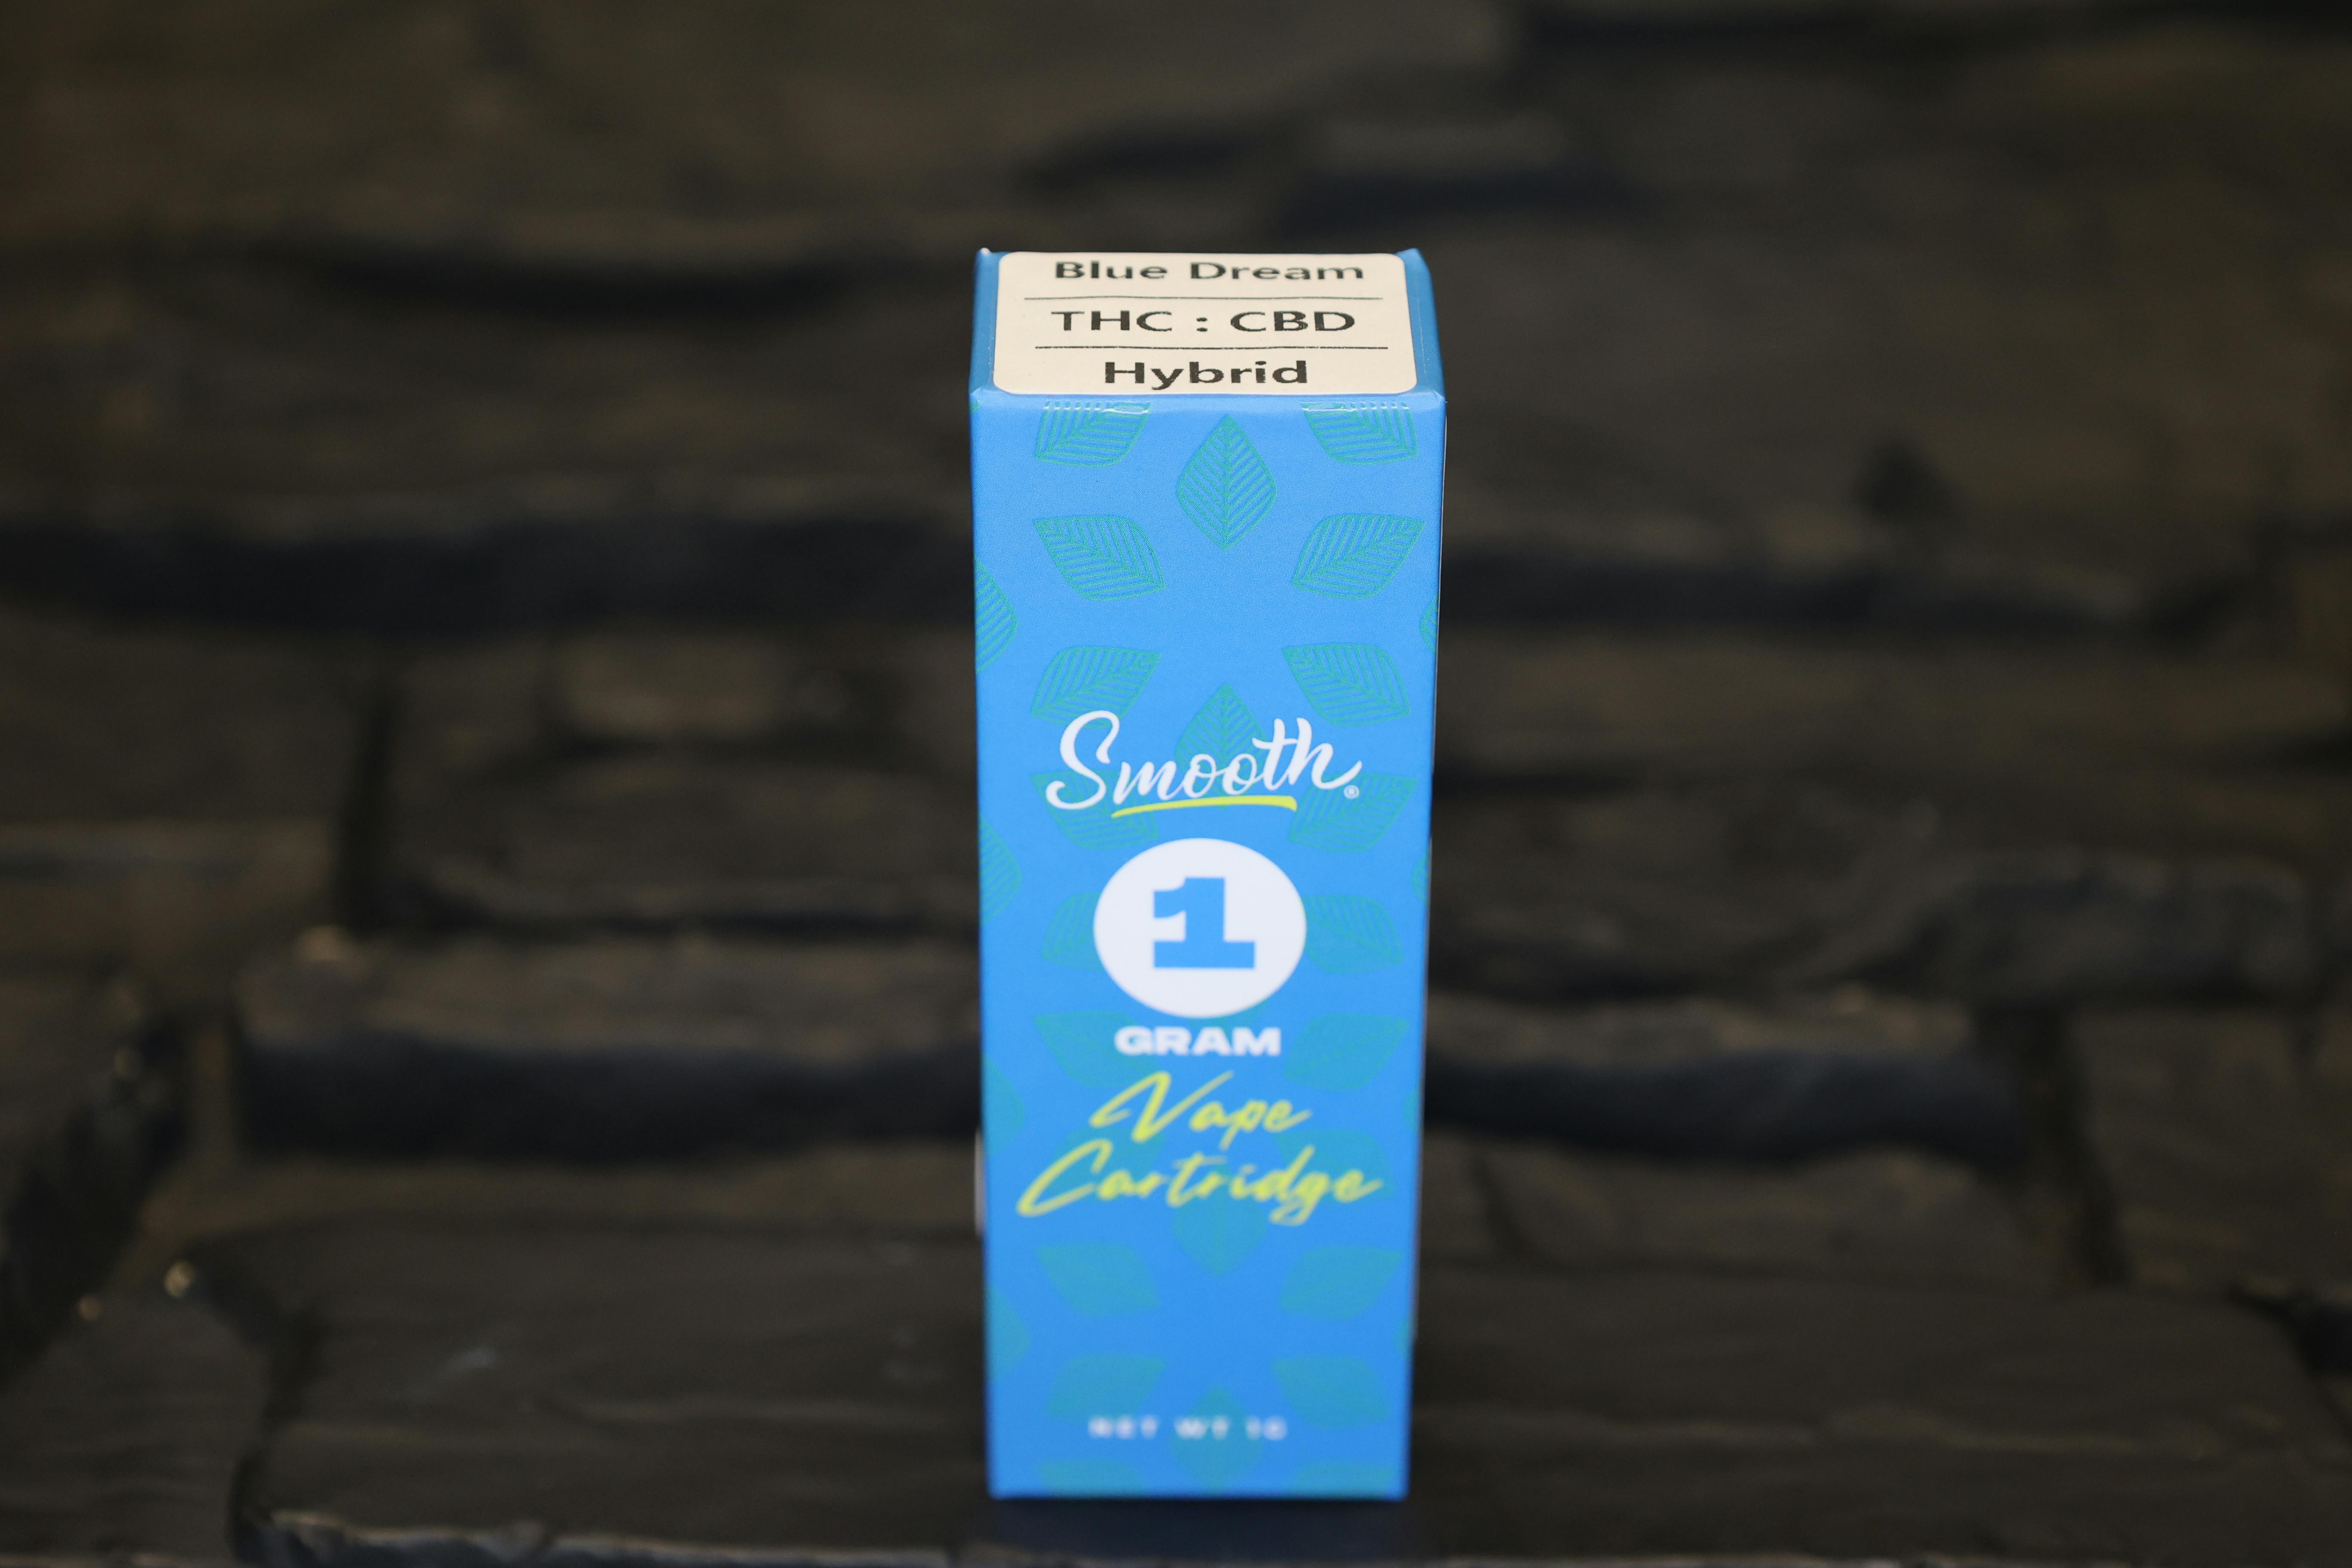 Blue Dream
THC : CBD
Hybrid
Smooth®
1
GRAM
Vape
Cartridge
NET WT 1G